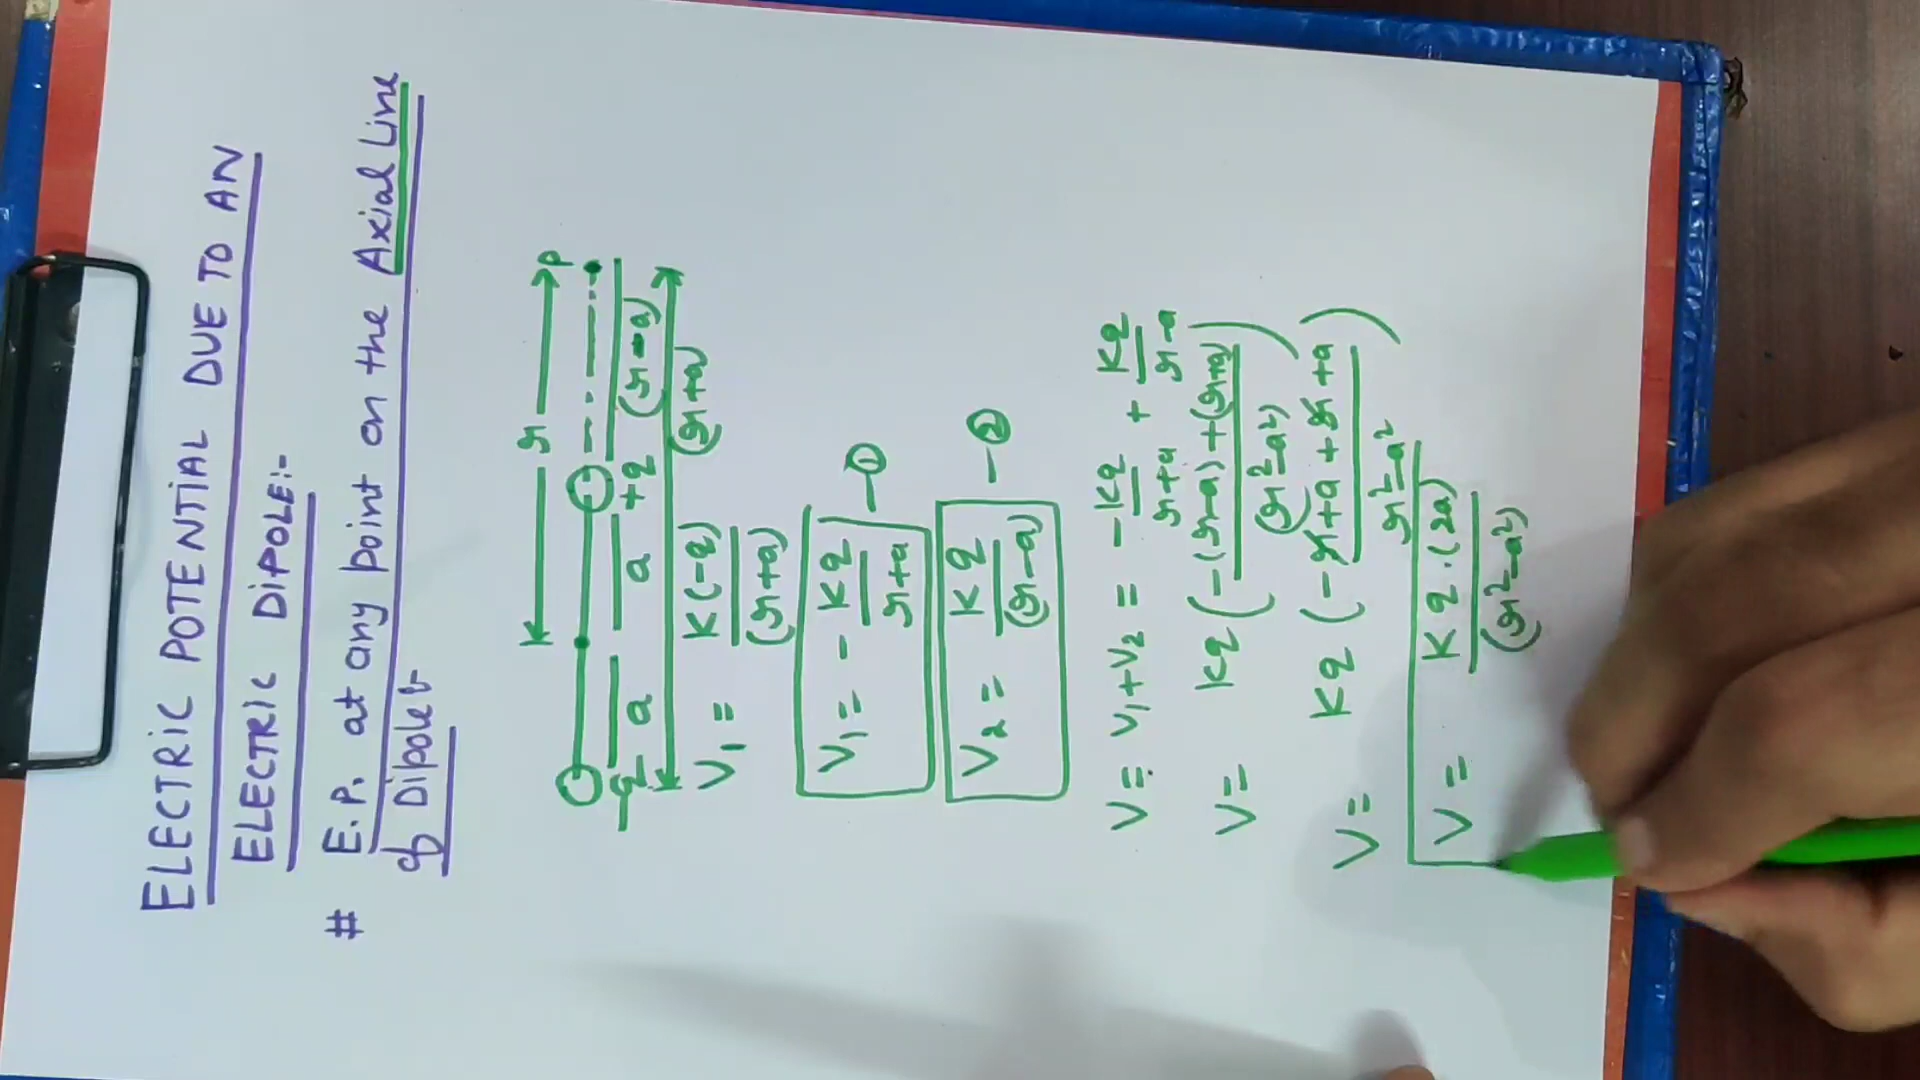 ELECTRIC POTENTIAL DUE TO AN
ELECTRIC DIPOLE:-
# E.P. at any point on the Axial Line
of Dipole :-
r P
-q a a +q (r-a)
(r+a)
V₁ = K(-q)/(r+a)
V₁ = - Kq/r+a —①
V₂ = Kq/(r-a) —②
V = V₁+V₂ = -Kq/r+a + Kq/r-a
V = Kq (-(r-a)+(r+a)/(r²-a²))
V = Kq (-r+a+r+a/r²-a²)
V = Kq.(2a)/(r²-a²)